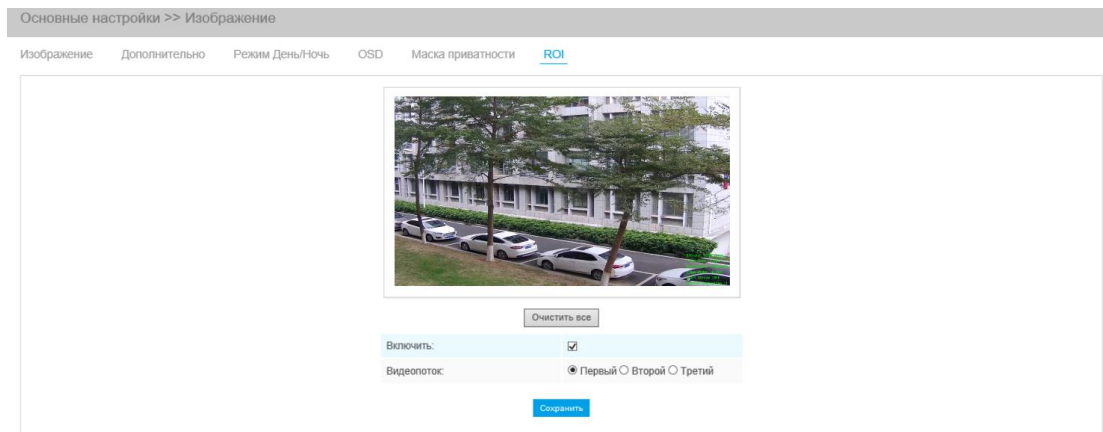 Основные настройки >> Изображение
Изображение Дополнительно Режим День/Ночь OSD Маска приватности ROI
Очистить все
Включить:
Видеопоток: Первый Второй Третий
Сохранить